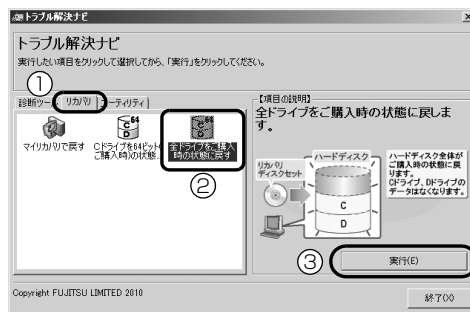 トラブル解決ナビ
トラブル解決ナビ
実行したい項目をクリックして選択してから、「実行」をクリックしてください。
①
診断ツール リカバリ ユーティリティ
マイリカバリで戻す
Cドライブを64ビット
ご購入時)の状態...
全ドライブをご購入
時の状態に戻す
②
【項目の説明】
全ドライブをご購入時の状態に戻しま
す。
リカバリ
ディスクセット
ハードディスク
C
D
ハードディスク全体が
ご購入時の状態に戻
ります。
Cドライブ、Dドライブの
データはなくなります。
③
実行(E)
Copyright FUJITSU LIMITED 2010
終了(X)